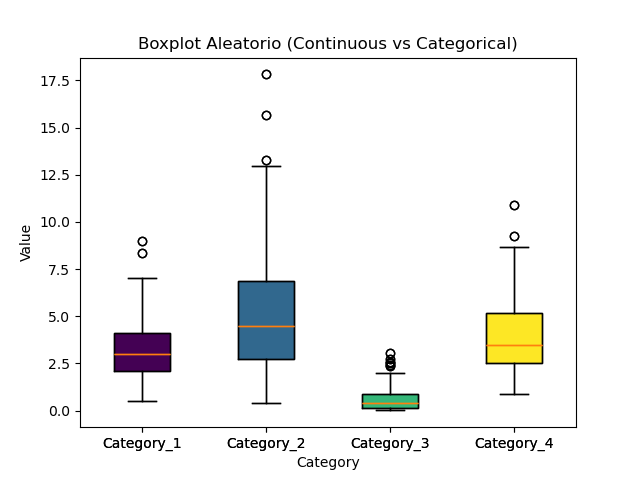 Boxplot Aleatorio (Continuous vs Categorical)
17.5
15.0
12.5
10.0
7.5
5.0
2.5
0.0
Value
Category_1 Category_2 Category_3 Category_4
Category